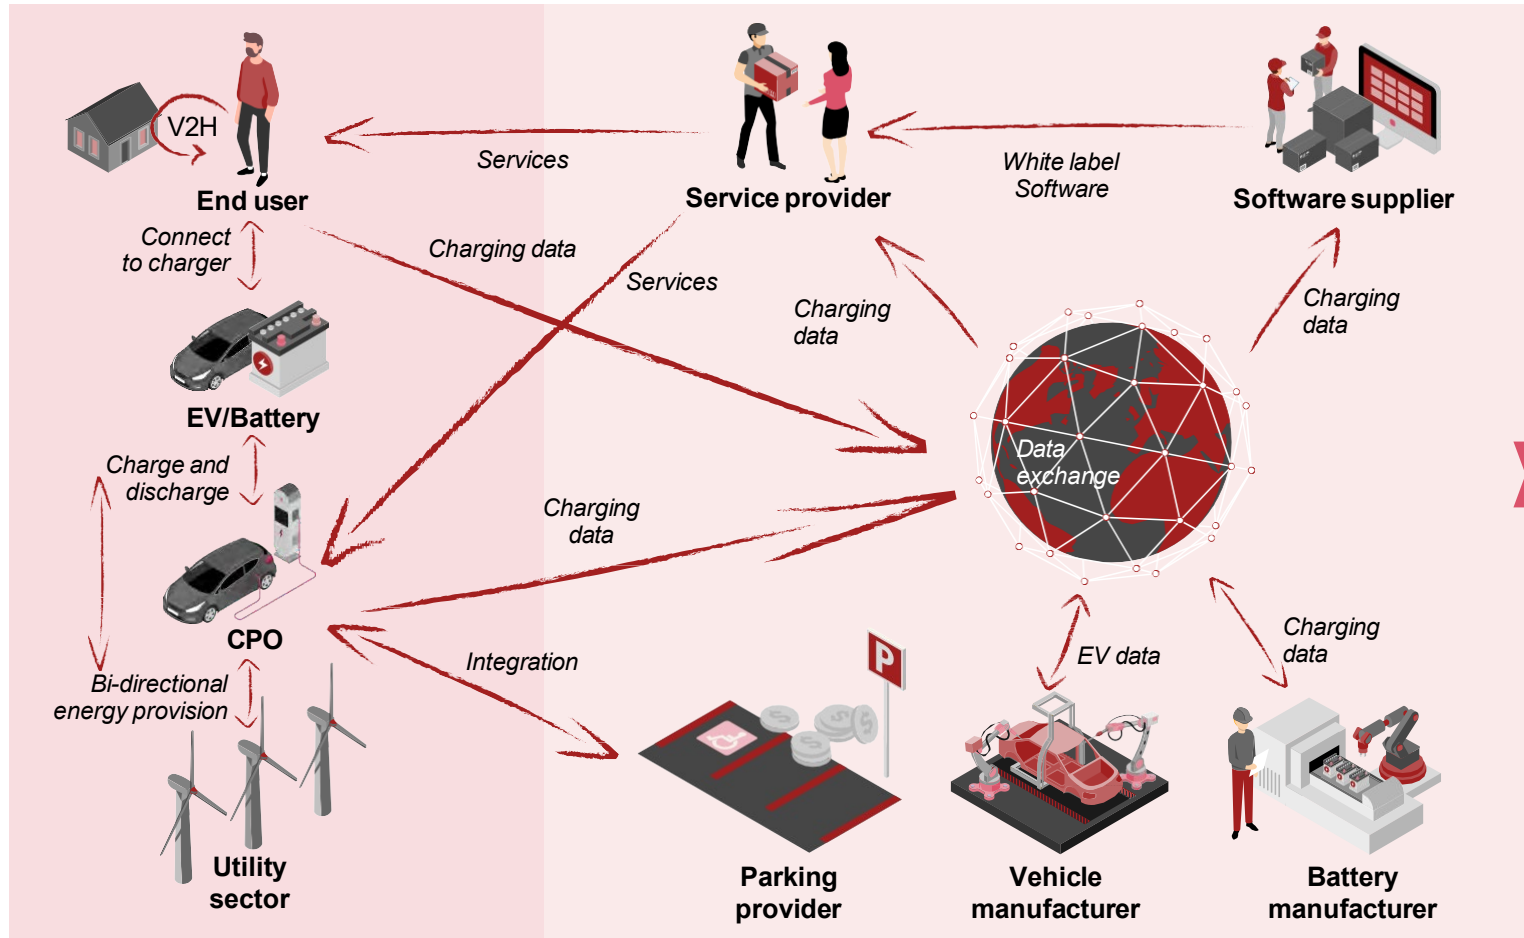 V2H
End user
Services
Service provider
White label
Software
Software supplier
Connect
to charger
Charging data
Services
Charging
data
Charging
data
EV/Battery
Charge and
discharge
Data
exchange
Charging
data
CPO
Integration
P
EV data
Charging
data
Bi-directional
energy provision
$
$
$
$
Utility
sector
Parking
provider
Vehicle
manufacturer
Battery
manufacturer